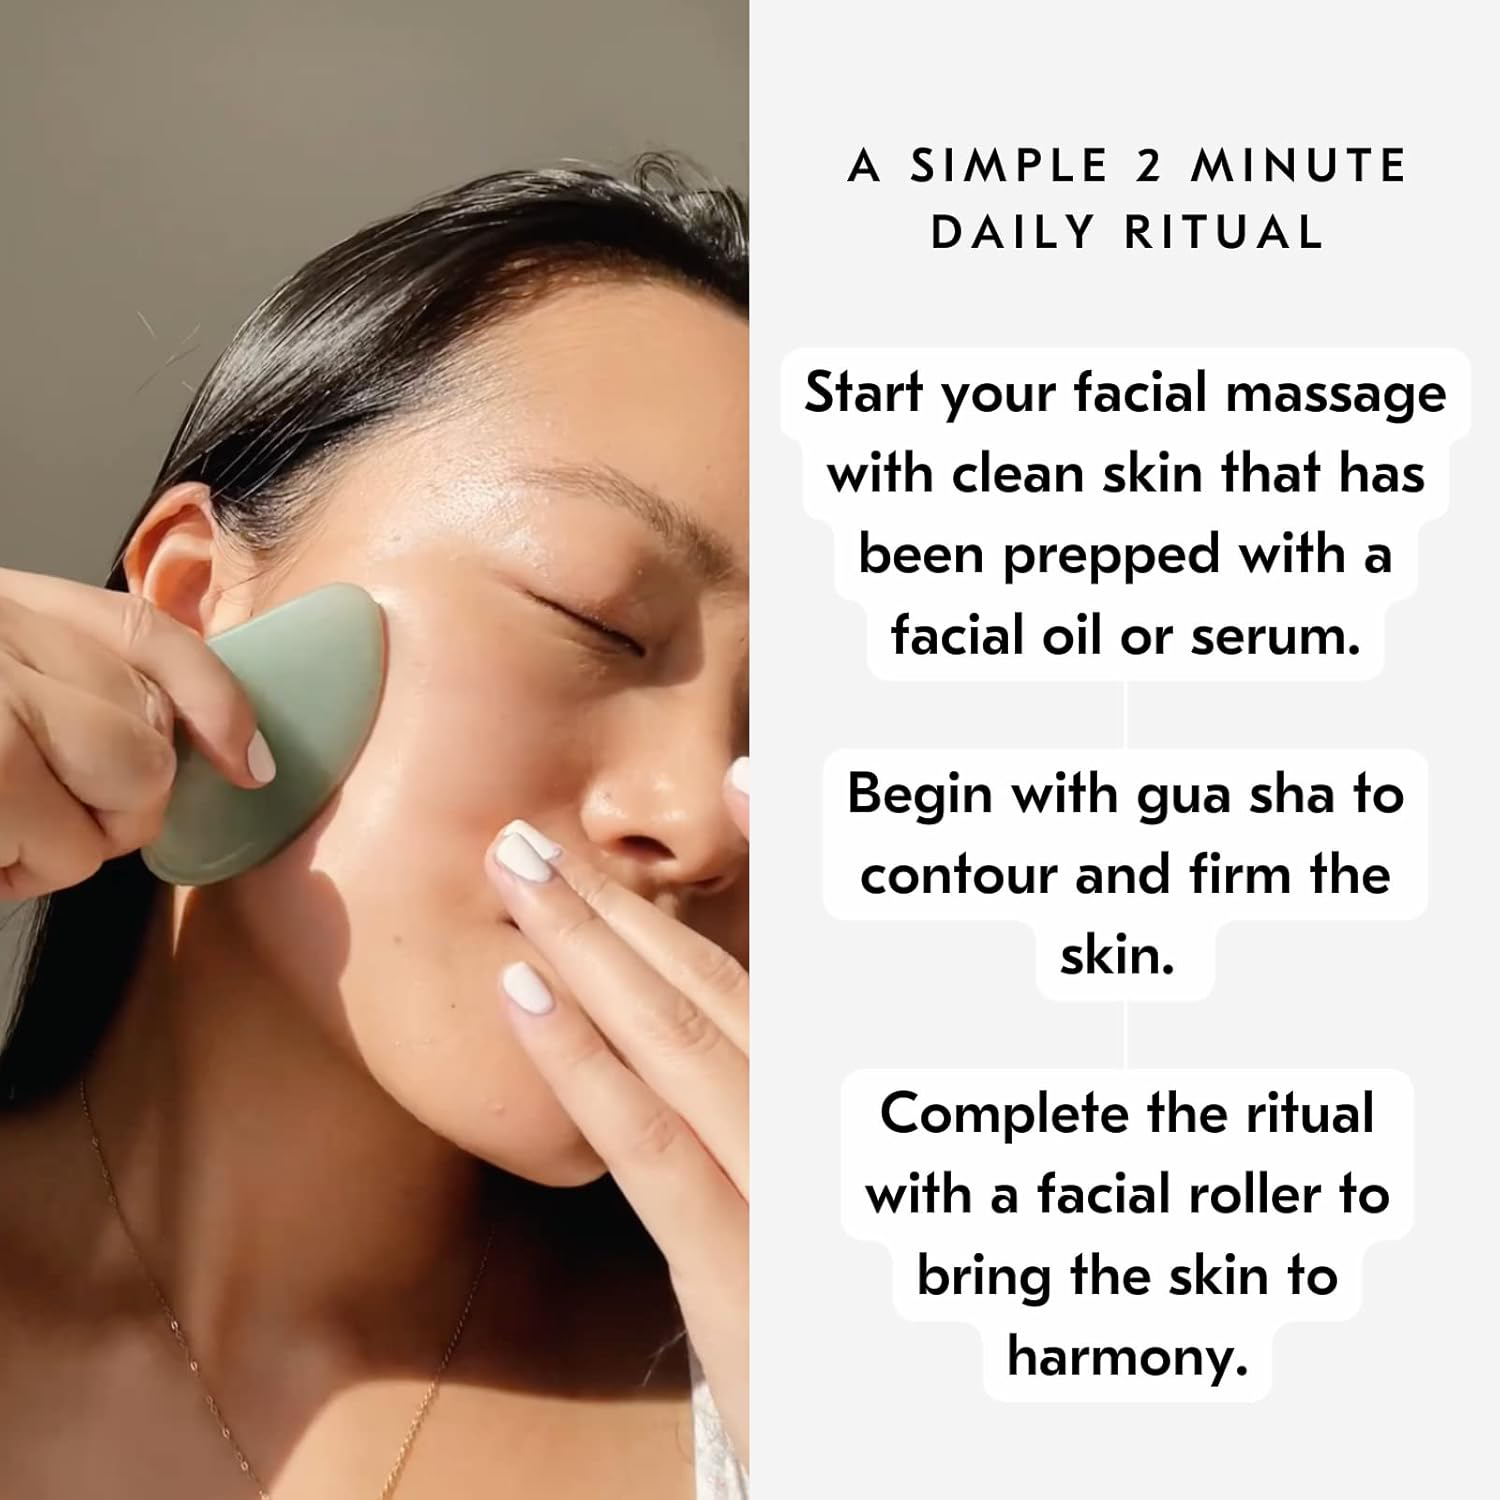 A SIMPLE 2 MINUTE
DAILY RITUAL
Start your facial massage
with clean skin that has
been prepped with a
facial oil or serum.
Begin with gua sha to
contour and firm the
skin.
Complete the ritual
with a facial roller to
bring the skin to
harmony.